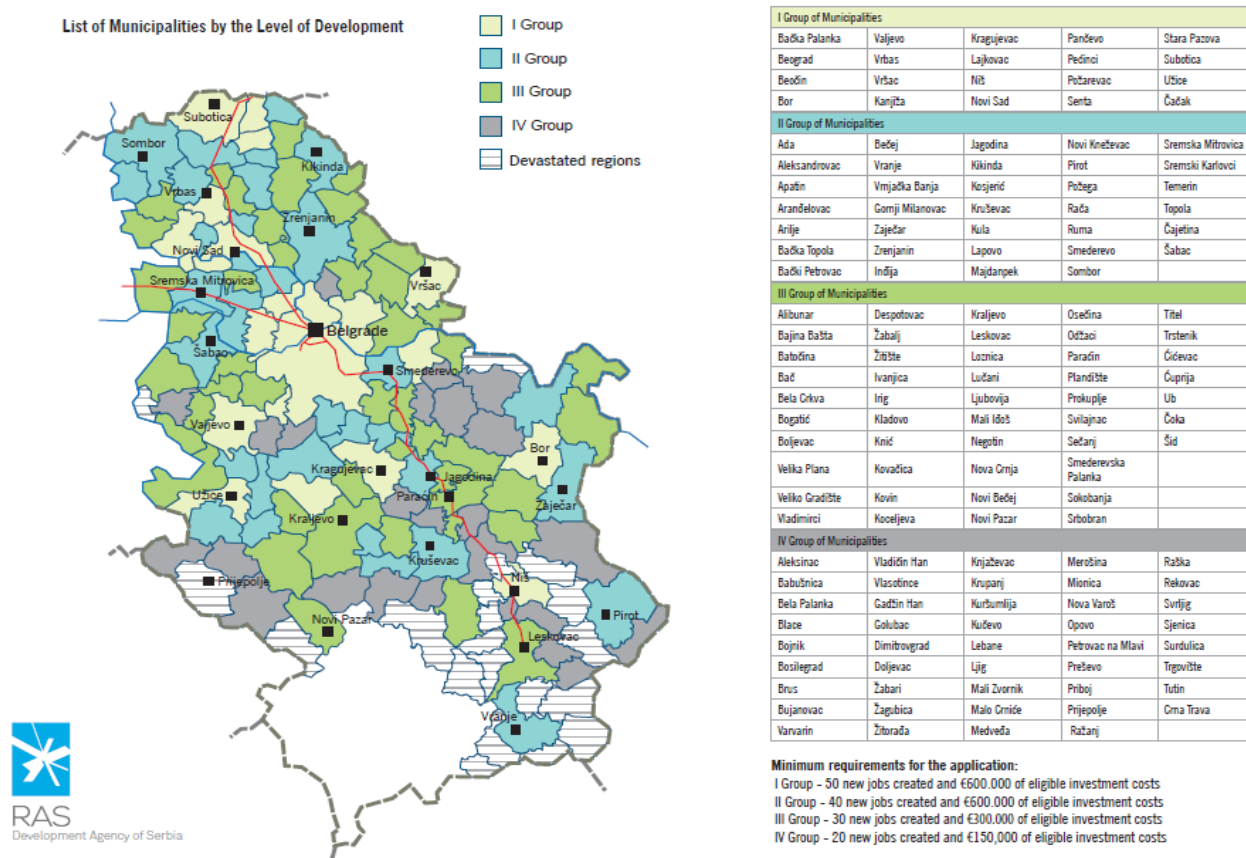 List of Municipalities by the Level of Development
I Group
II Group
III Group
IV Group
Devastated regions
Subotica
Sombor
Kikinda
Vrbas
Zrenjanin
Novi Sad
Sremska Mitrovica
Vršac
Belgrade
Šabac
Smederevo
Valjevo
Bor
Kragujevac
Jagodina
Užice
Paraćin
Zaječar
Kraljevo
Kruševac
Prijepolje
Niš
Novi Pazar
Pirot
Leskovac
Vranje
RAS
Development Agency of Serbia
I Group of Municipalities
Bačka Palanka Valjevo Kragujevac Pančevo Stara Pazova
Beograd Vrbas Lajkovac Pećinci Subotica
Beočin Vršac Niš Požarevac Užice
Bor Kanjiža Novi Sad Senta Čačak
II Group of Municipalities
Ada Bečej Jagodina Novi Kneževac Sremska Mitrovica
Aleksandrovac Vranje Kikinda Pirot Sremski Karlovci
Apatin Vrnjačka Banja Kosjerić Požega Temerin
Aranđelovac Gornji Milanovac Kruševac Rača Topola
Arilje Zaječar Kula Ruma Čajetina
Bačka Topola Zrenjanin Lapovo Smederevo Šabac
Bački Petrovac Inđija Majdanpek Sombor
III Group of Municipalities
Alibunar Despotovac Kraljevo Osečina Titel
Bajina Bašta Žabalj Leskovac Odžaci Trstenik
Batočina Žitište Loznica Paraćin Ćićevac
Bač Ivanjica Lučani Plandište Ćuprija
Bela Crkva Irig Ljubovija Prokuplje Ub
Bogatić Kladovo Mali Iđoš Svilajnac Čoka
Boljevac Knić Negotin Sečanj Šid
Velika Plana Kovačica Nova Crnja Smederevska Palanka
Veliko Gradište Kovin Novi Bečej Sokobanja
Vladimirci Koceljeva Novi Pazar Srbobran
IV Group of Municipalities
Aleksinac Vladičin Han Knjaževac Merošina Raška
Babušnica Vlasotince Krupanj Mionica Rekovac
Bela Palanka Gadžin Han Kuršumlija Nova Varoš Svrljig
Blace Golubac Kučevo Opovo Sjenica
Bojnik Dimitrovgrad Lebane Petrovac na Mlavi Surdulica
Bosilegrad Doljevac Ljig Preševo Trgovište
Brus Žabari Mali Zvornik Priboj Tutin
Bujanovac Žagubica Malo Crniće Prijepolje Crna Trava
Varvarin Žitorađa Medveđa Ražanj
Minimum requirements for the application:
I Group - 50 new jobs created and €600.000 of eligible investment costs
II Group - 40 new jobs created and €600.000 of eligible investment costs
III Group - 30 new jobs created and €300.000 of eligible investment costs
IV Group - 20 new jobs created and €150,000 of eligible investment costs